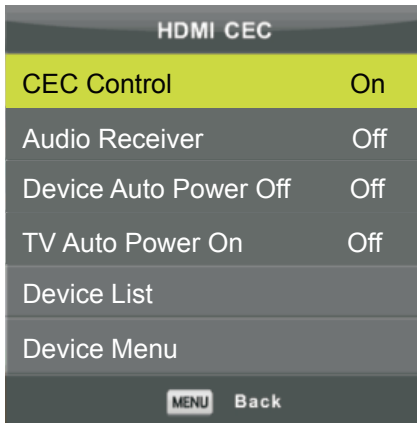 HDMI CEC
CEC Control On
Audio Receiver Off
Device Auto Power Off Off
TV Auto Power On Off
Device List
Device Menu
MENU Back